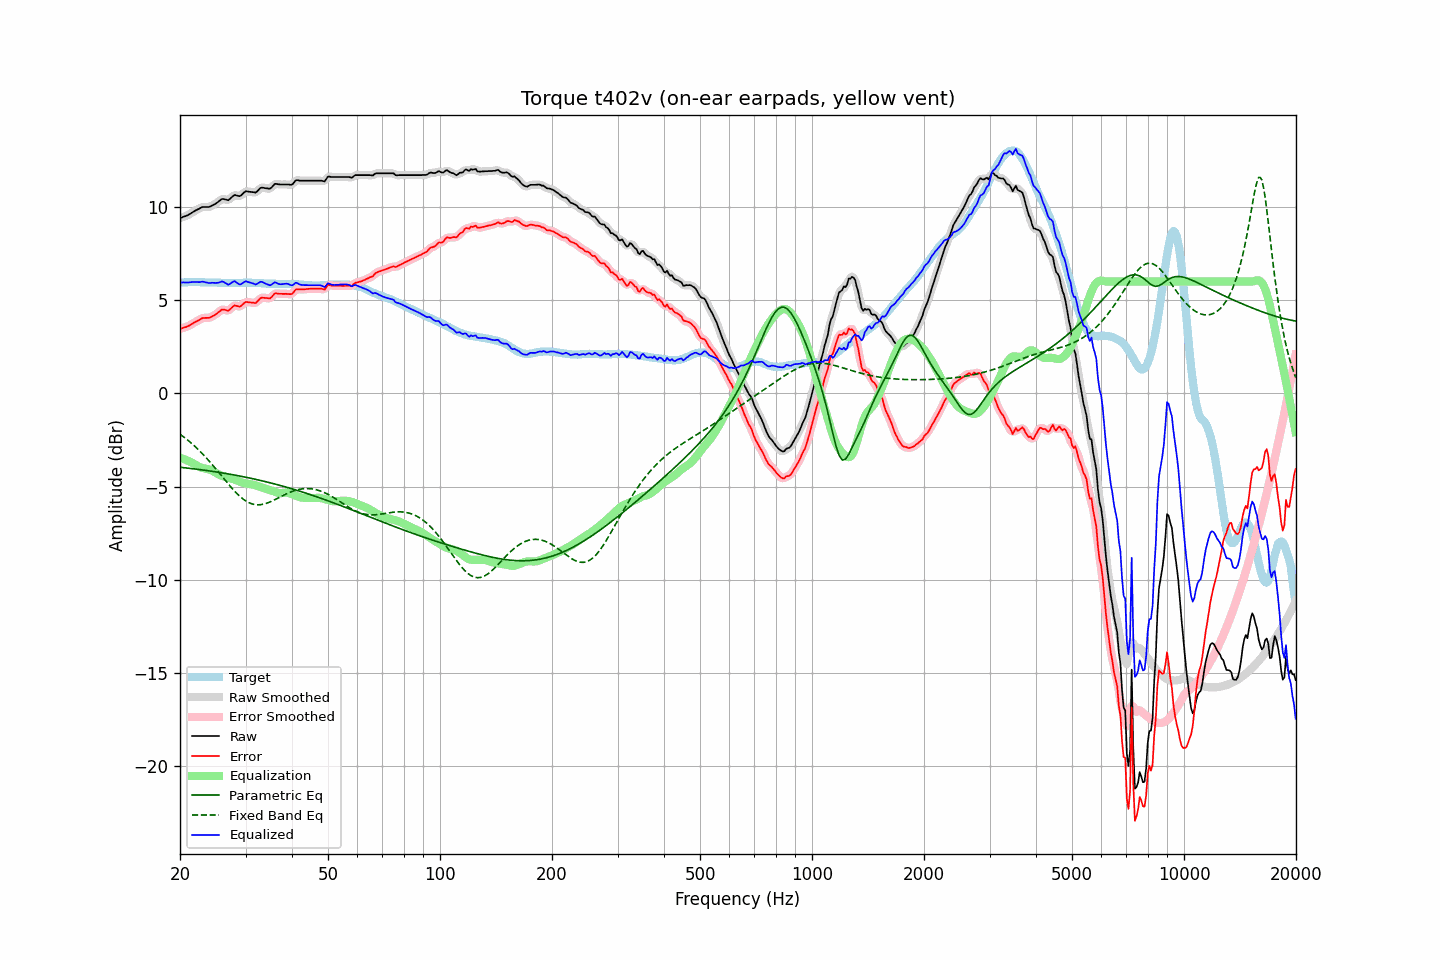 Torque t402v (on-ear earpads, yellow vent)
Amplitude (dBr)
10
5
0
−5
−10
−15
−20
Target
Raw Smoothed
Error Smoothed
Raw
Error
Equalization
Parametric Eq
Fixed Band Eq
Equalized
20 50 100 200 500 1000 2000 5000 10000 20000
Frequency (Hz)